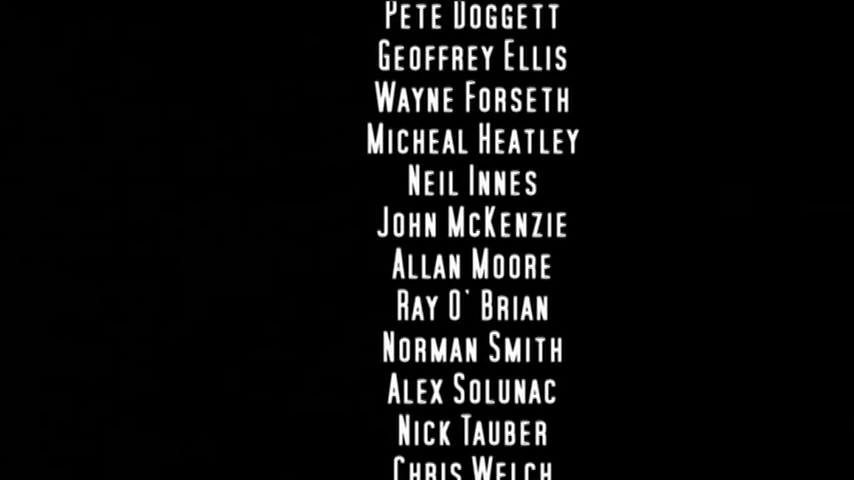 Pete Doggett
Geoffrey Ellis
Wayne Forseth
Micheal Heatley
Neil Innes
John McKenzie
Allan Moore
Ray O' Brian
Norman Smith
Alex Solunac
Nick Tauber
Chris Welch